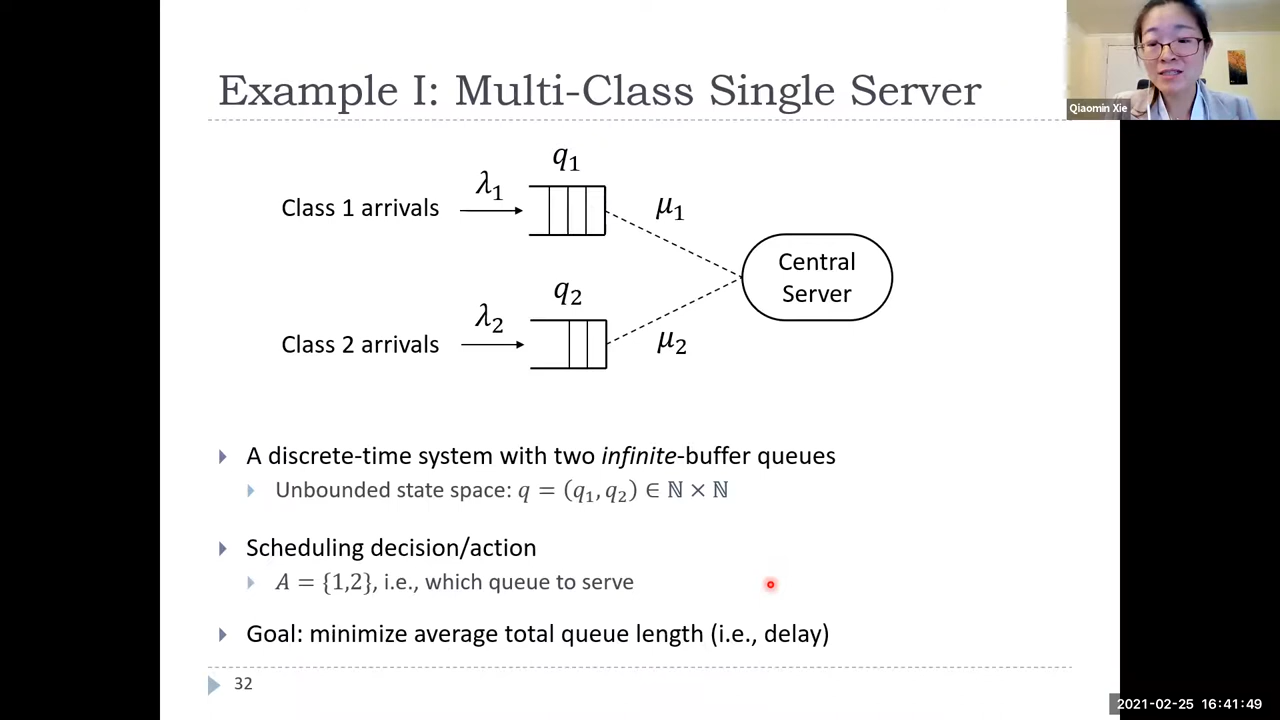 Example I: Multi-Class Single Server
Qiaomin Xie
q₁
λ₁
μ₁
Class 1 arrivals
Central
Server
q₂
λ₂
μ₂
Class 2 arrivals
A discrete-time system with two infinite-buffer queues
Unbounded state space: q = (q₁, q₂) ∈ ℕ × ℕ
Scheduling decision/action
A = {1,2}, i.e., which queue to serve
Goal: minimize average total queue length (i.e., delay)
32
2021-02-25 16:41:49